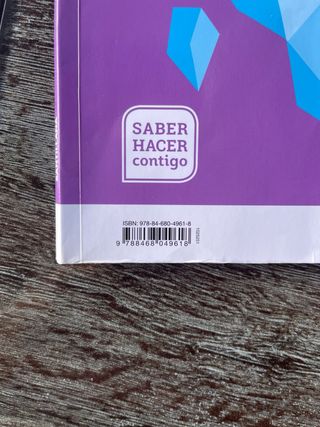 SABER
HACER
contigo
ISBN: 978-84-680-4961-8
9 788468 049618